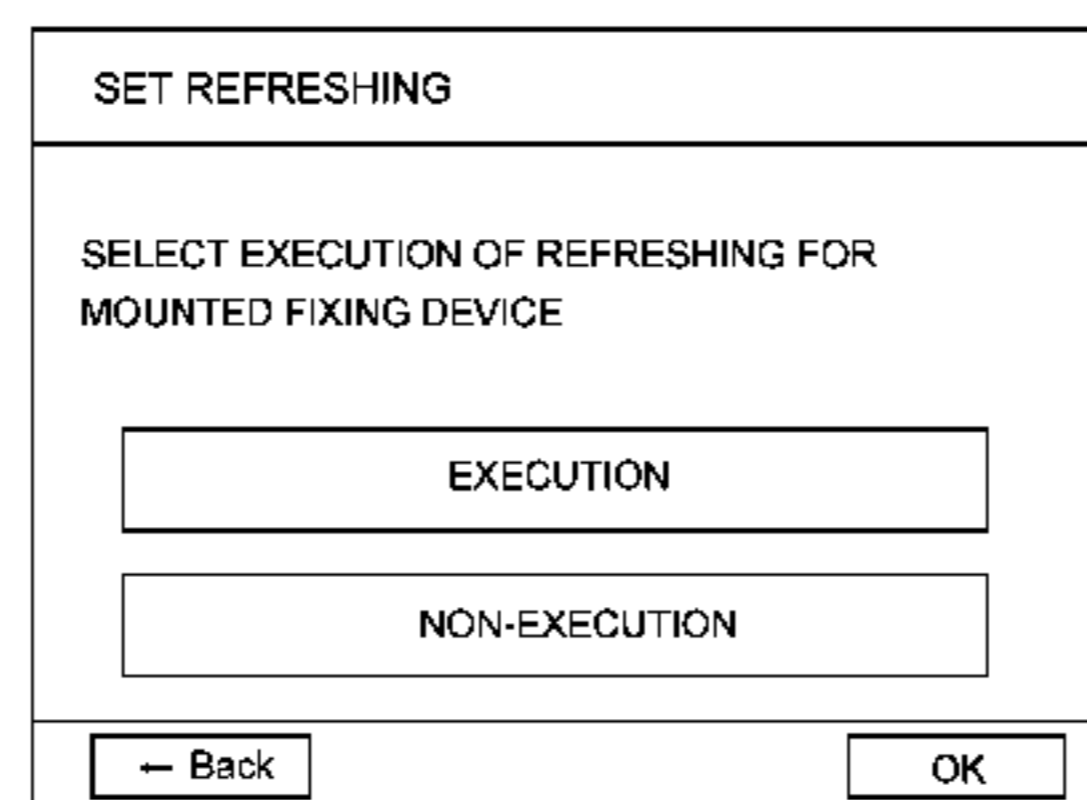 SET REFRESHING
SELECT EXECUTION OF REFRESHING FOR
MOUNTED FIXING DEVICE
EXECUTION
NON-EXECUTION
← Back
OK